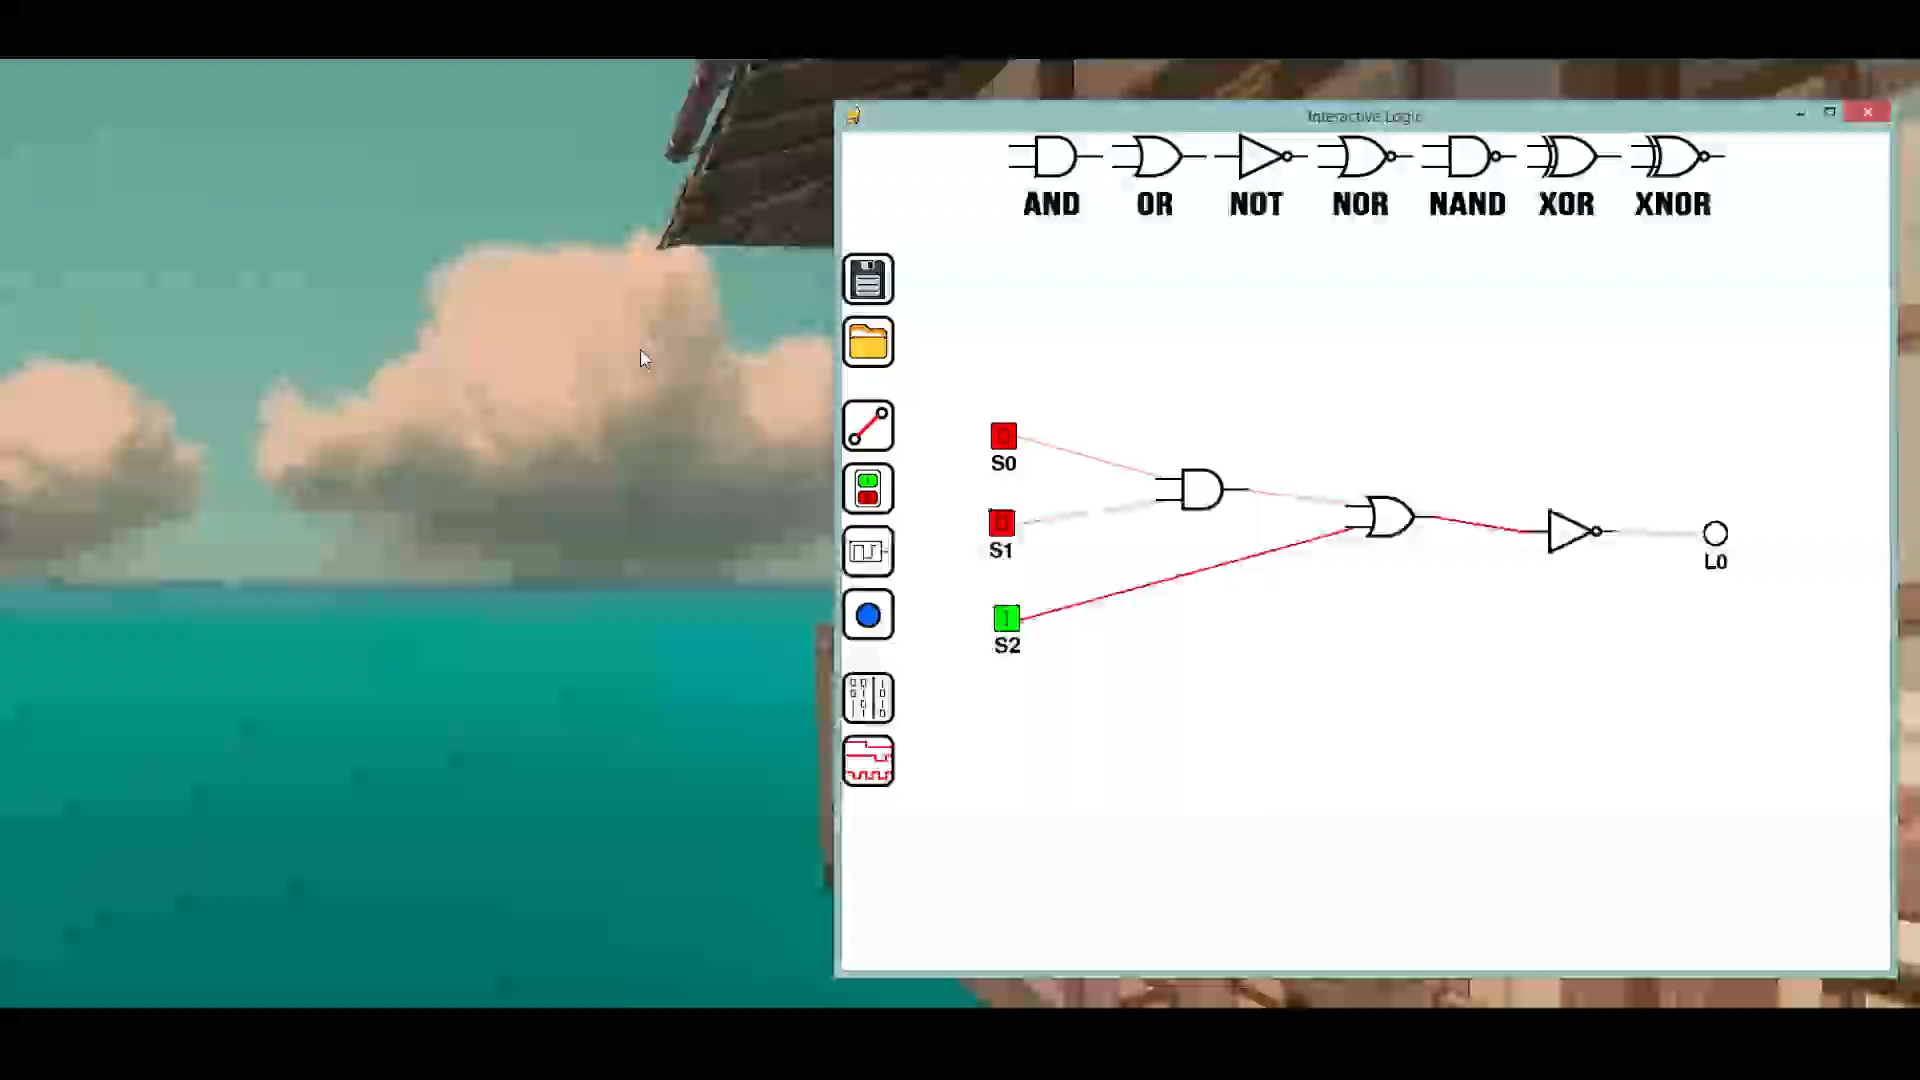 Interactive Logic
AND OR NOT NOR NAND XOR XNOR
0
S0
0
S1
1
S2
L0